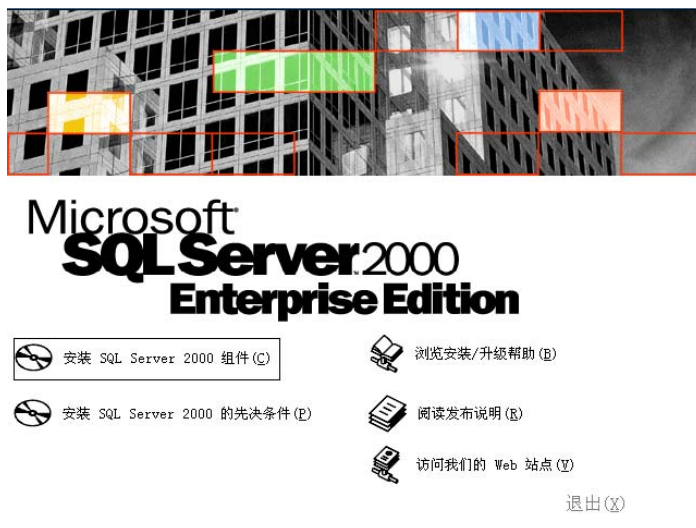 Microsoft
SQL Server 2000
Enterprise Edition
安装 SQL Server 2000 组件(C)
浏览安装/升级帮助(B)
安装 SQL Server 2000 的先决条件(P)
阅读发布说明(R)
访问我们的 Web 站点(V)
退出(X)